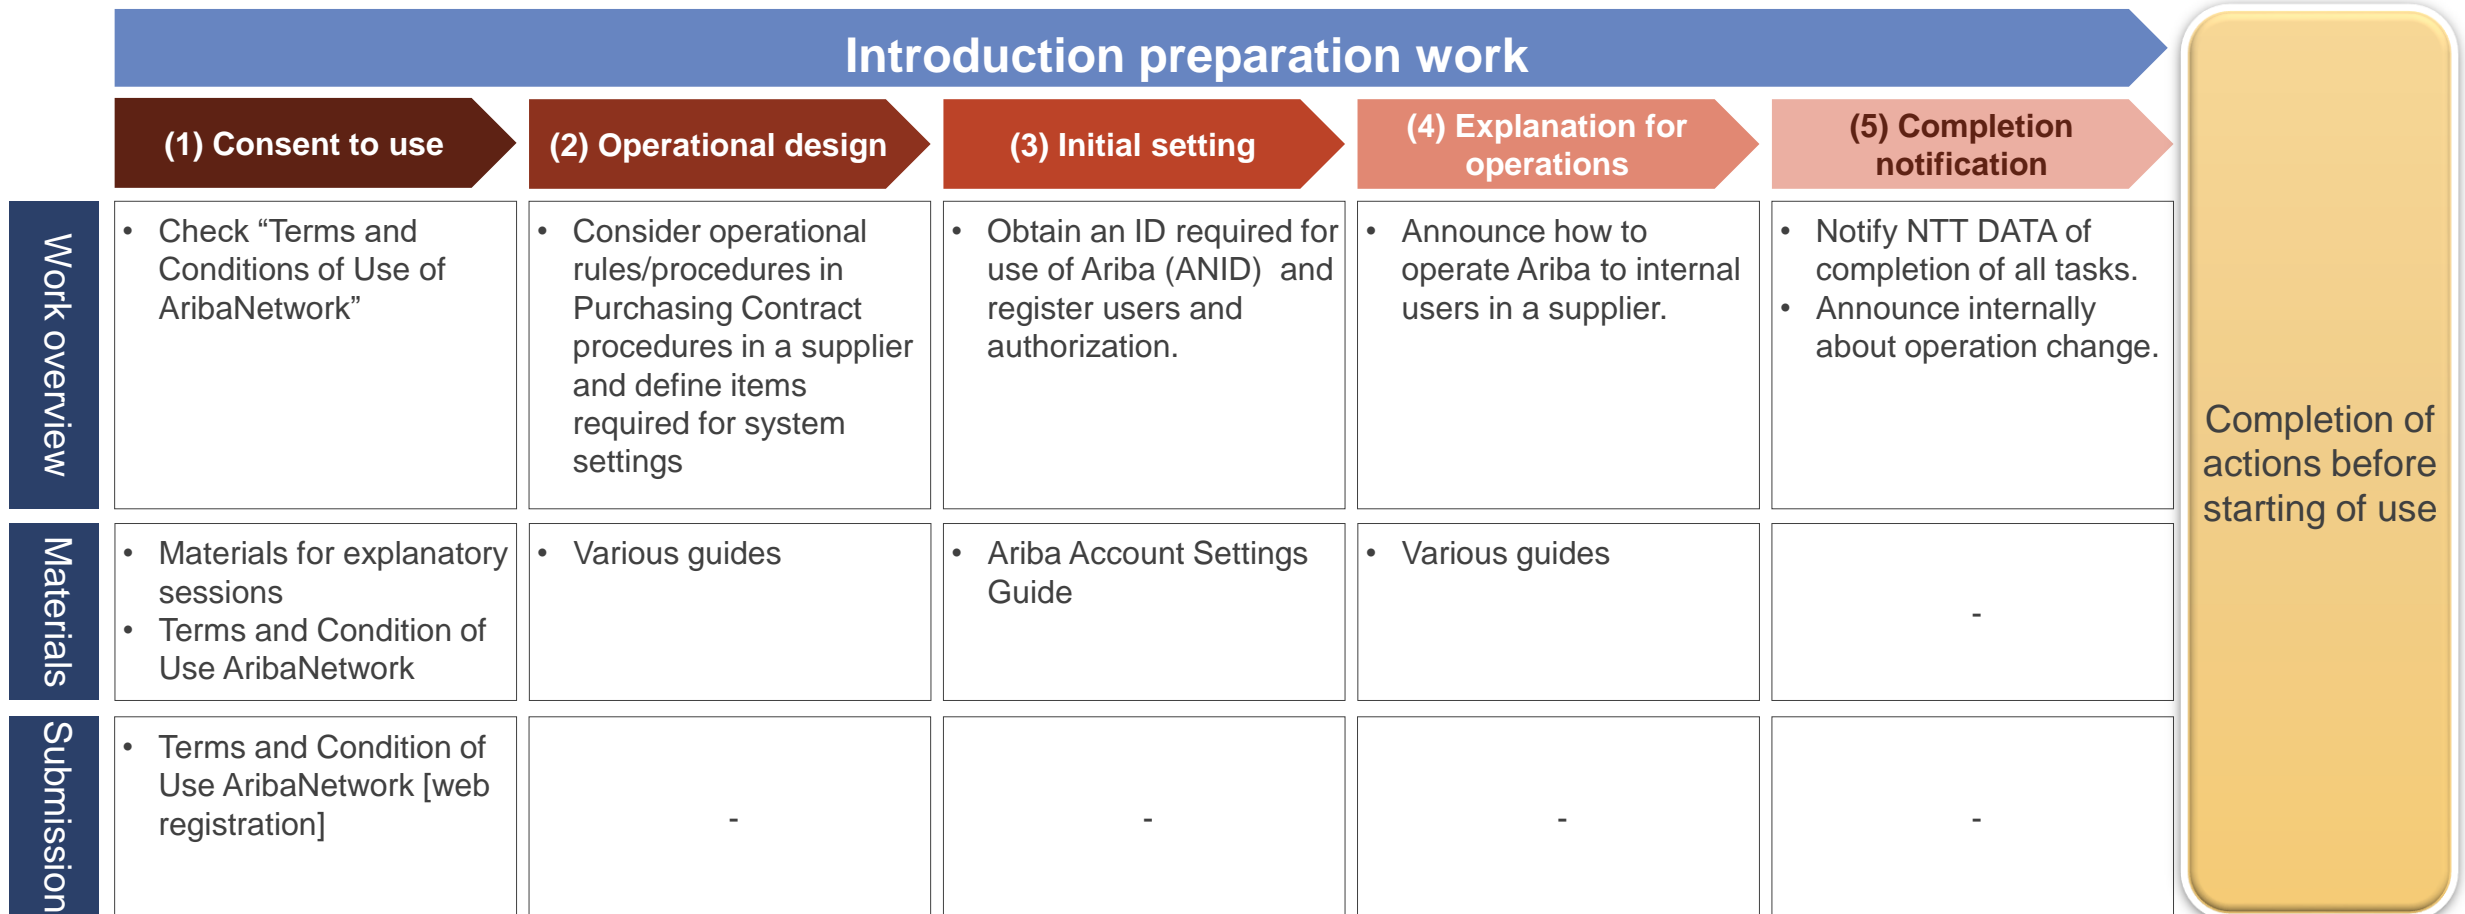 Introduction preparation work
(1) Consent to use
(2) Operational design
(3) Initial setting
(4) Explanation for
operations
(5) Completion
notification
Work overview
• Check “Terms and
Conditions of Use of
AribaNetwork”
• Consider operational
rules/procedures in
Purchasing Contract
procedures in a supplier
and define items
required for system
settings
• Obtain an ID required for
use of Ariba (ANID)  and
register users and
authorization.
• Announce how to
operate Ariba to internal
users in a supplier.
• Notify NTT DATA of
completion of all tasks.
• Announce internally
about operation change.
Materials
• Materials for explanatory
sessions
• Terms and Condition of
Use AribaNetwork
• Various guides
• Ariba Account Settings
Guide
• Various guides
-
Submission
• Terms and Condition of
Use AribaNetwork [web
registration]
-
-
-
-
Completion of
actions before
starting of use